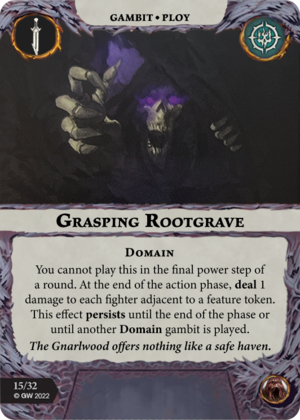 GAMBIT • PLOY
GRASPING ROOTGRAVE
DOMAIN
You cannot play this in the final power step of
a round. At the end of the action phase, deal 1
damage to each fighter adjacent to a feature token.
This effect persists until the end of the phase or
until another Domain gambit is played.
The Gnarlwood offers nothing like a safe haven.
15/32
© GW 2022